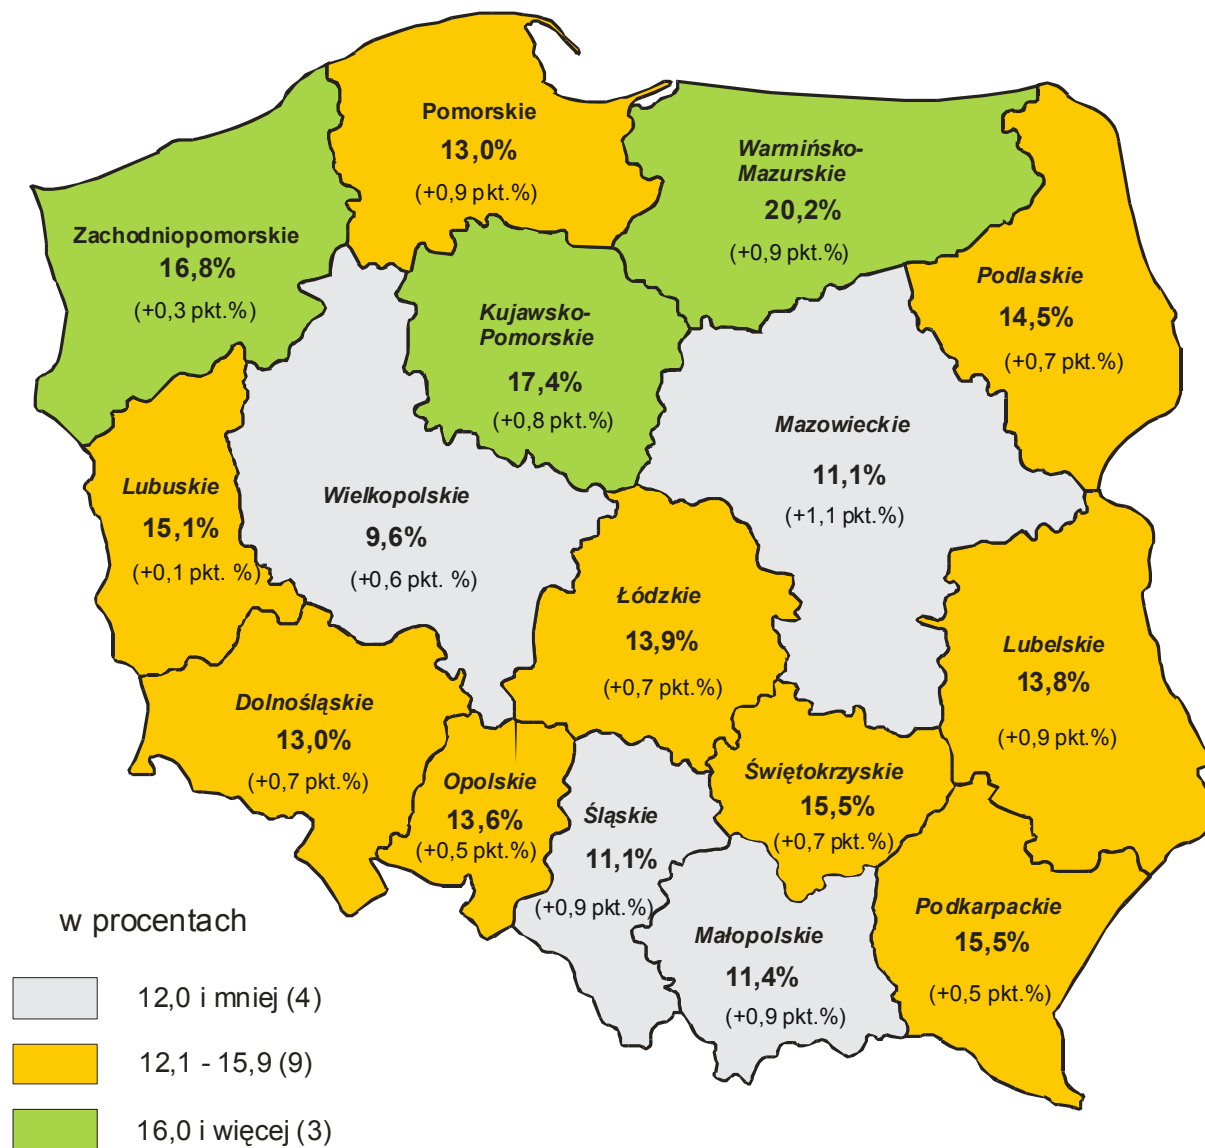 Pomorskie
13,0%
(+0,9 pkt.%)
Warmińsko-
Mazurskie
20,2%
(+0,9 pkt.%)
Zachodniopomorskie
16,8%
(+0,3 pkt.%)
Podlaskie
14,5%
(+0,7 pkt.%)
Kujawsko-
Pomorskie
17,4%
(+0,8 pkt.%)
Mazowieckie
11,1%
(+1,1 pkt.%)
Lubuskie
15,1%
(+0,1 pkt. %)
Wielkopolskie
9,6%
(+0,6 pkt. %)
Łódzkie
13,9%
(+0,7 pkt.%)
Lubelskie
13,8%
(+0,9 pkt.%)
Dolnośląskie
13,0%
(+0,7 pkt.%)
Opolskie
13,6%
(+0,5 pkt.%)
Śląskie
11,1%
(+0,9 pkt.%)
Świętokrzyskie
15,5%
(+0,7 pkt.%)
Małopolskie
11,4%
(+0,9 pkt.%)
Podkarpackie
15,5%
(+0,5 pkt.%)
w procentach
12,0 i mniej (4)
12,1 - 15,9 (9)
16,0 i więcej (3)